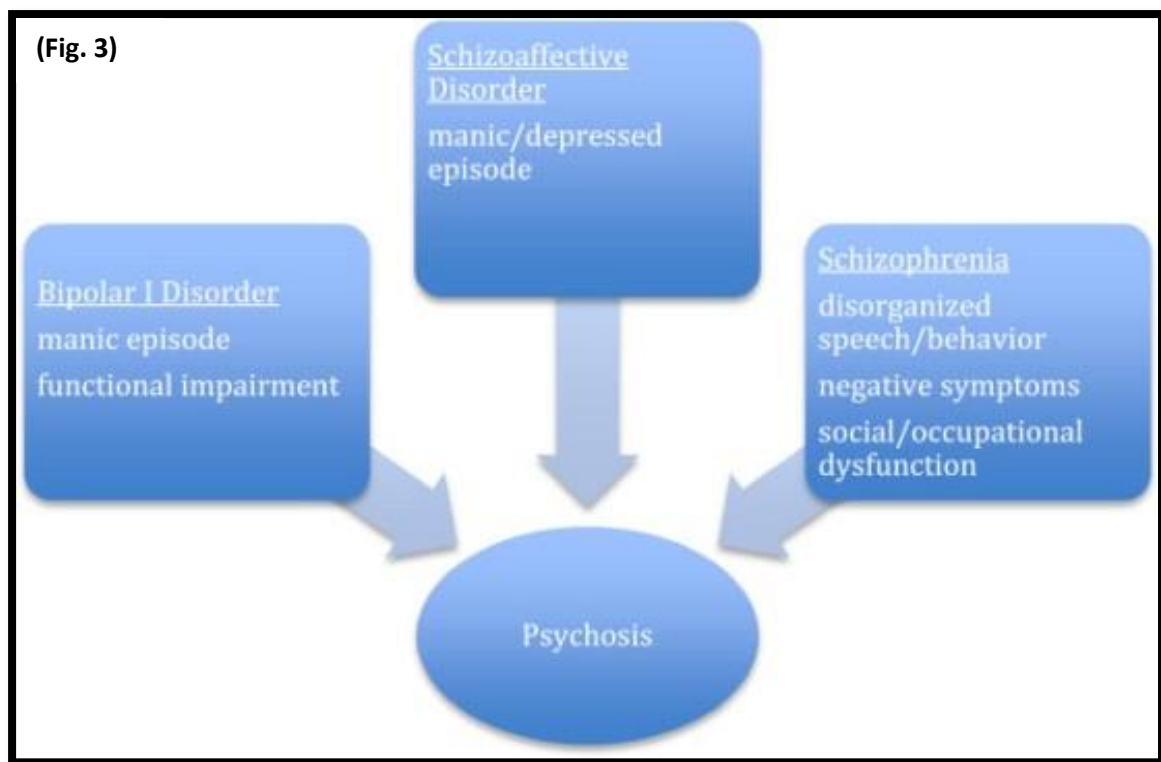 (Fig. 3)
Schizoaffective
Disorder
manic/depressed
episode
Bipolar I Disorder
manic episode
functional impairment
Schizophrenia
disorganized
speech/behavior
negative symptoms
social/occupational
dysfunction
Psychosis